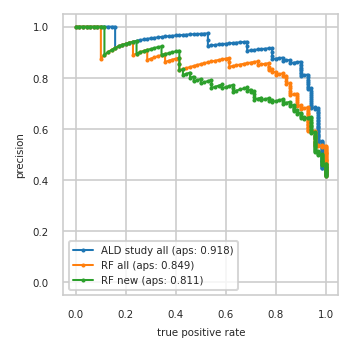 1.0
0.8
0.6
0.4
0.2
0.0
precision
ALD study all (aps: 0.918)
RF all (aps: 0.849)
RF new (aps: 0.811)
0.0 0.2 0.4 0.6 0.8 1.0
true positive rate